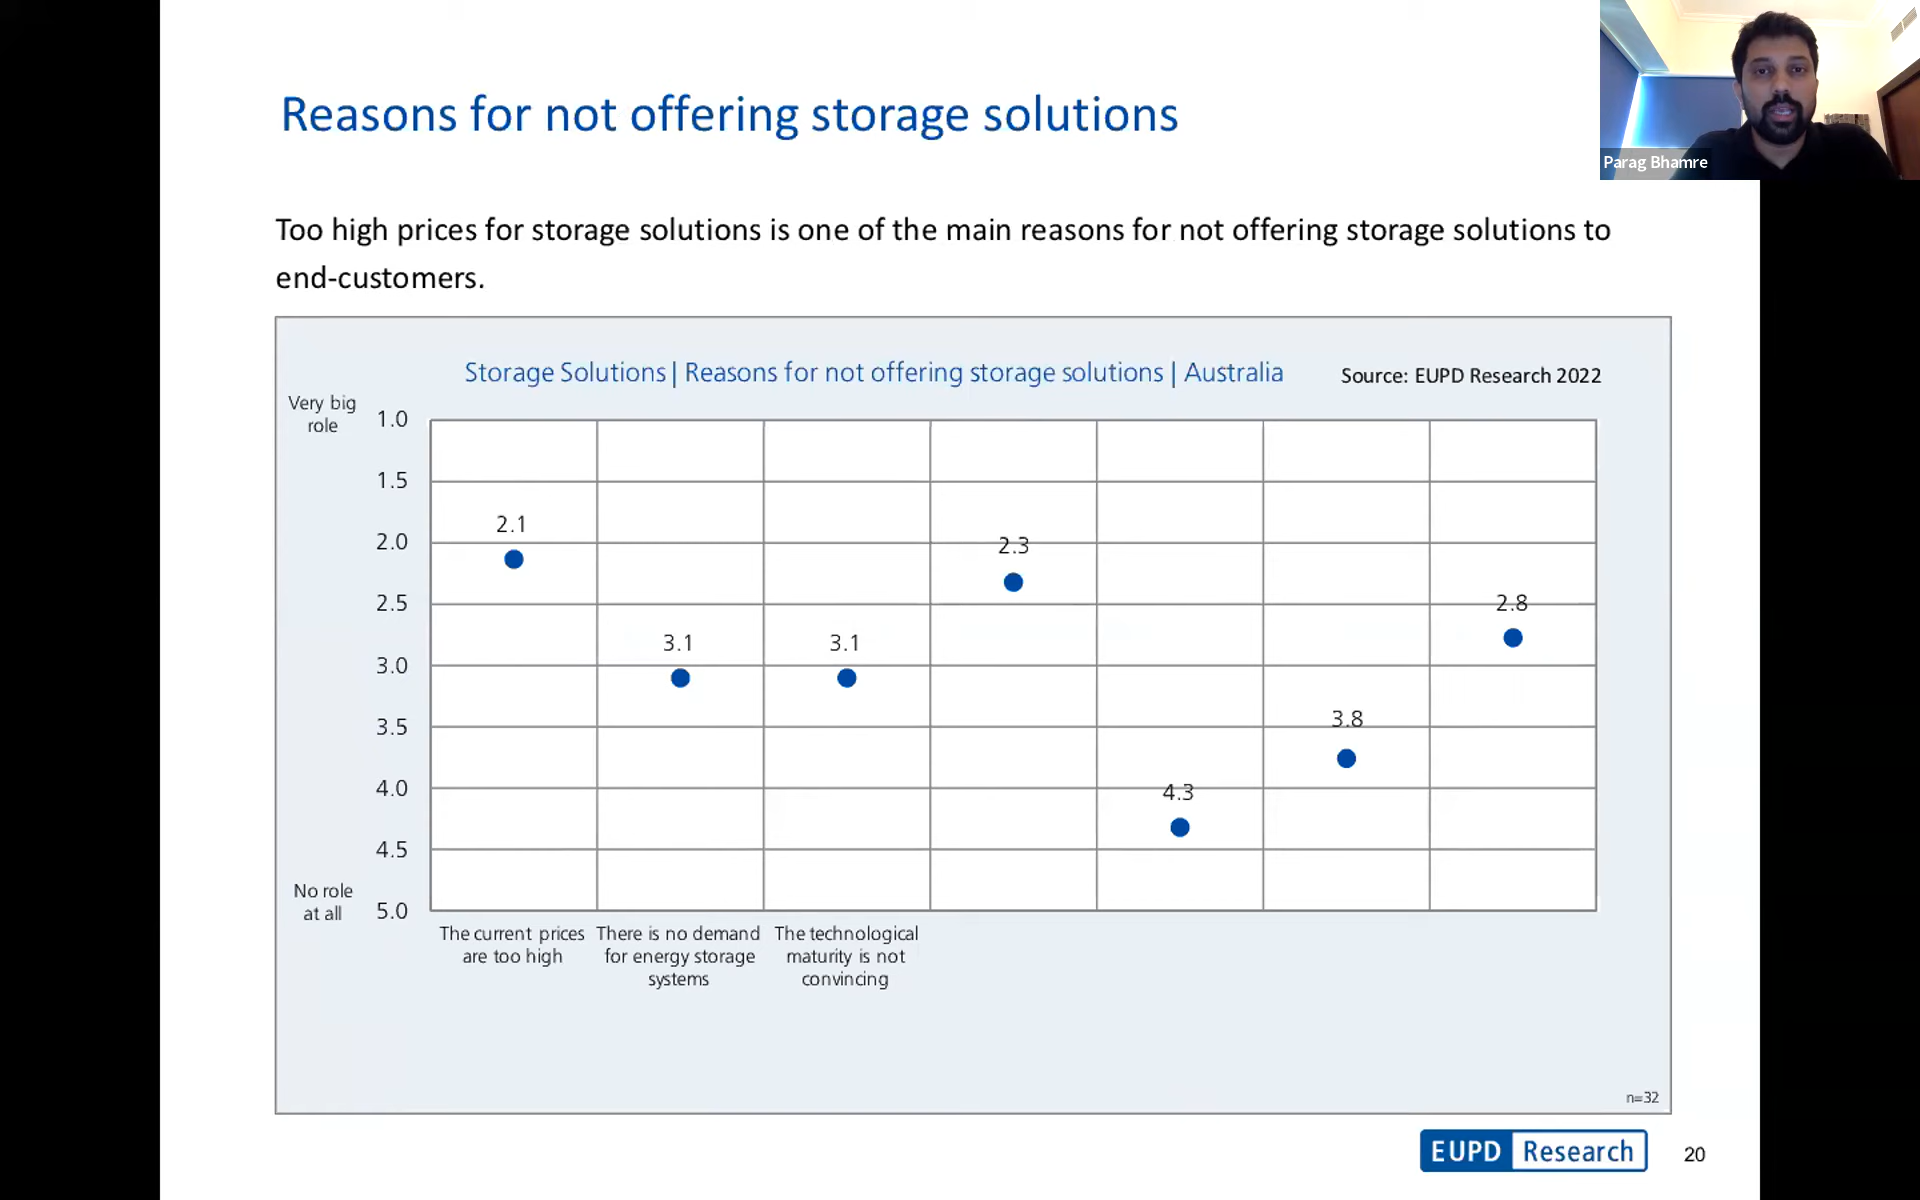 Parag Bhamre
Reasons for not offering storage solutions
Too high prices for storage solutions is one of the main reasons for not offering storage solutions to
end-customers.
Storage Solutions | Reasons for not offering storage solutions | Australia
Source: EUPD Research 2022
Very big
role
1.0
1.5
2.0
2.5
3.0
3.5
4.0
4.5
5.0
No role
at all
2.1
3.1
3.1
2.3
4.3
3.8
2.8
The current prices
are too high
There is no demand
for energy storage
systems
The technological
maturity is not
convincing
n=32
EUPD Research
20